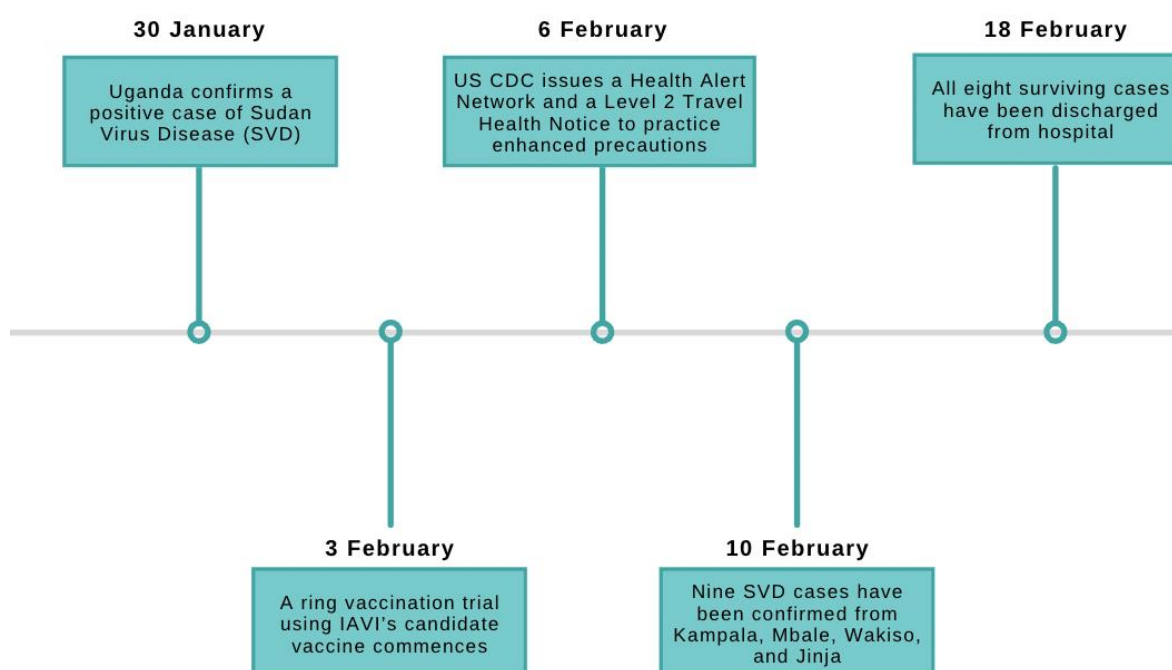 30 January
Uganda confirms a
positive case of Sudan
Virus Disease (SVD)
6 February
US CDC issues a Health Alert
Network and a Level 2 Travel
Health Notice to practice
enhanced precautions
18 February
All eight surviving cases
have been discharged
from hospital
3 February
A ring vaccination trial
using IAVI's candidate
vaccine commences
10 February
Nine SVD cases have
been confirmed from
Kampala, Mbale, Wakiso,
and Jinja